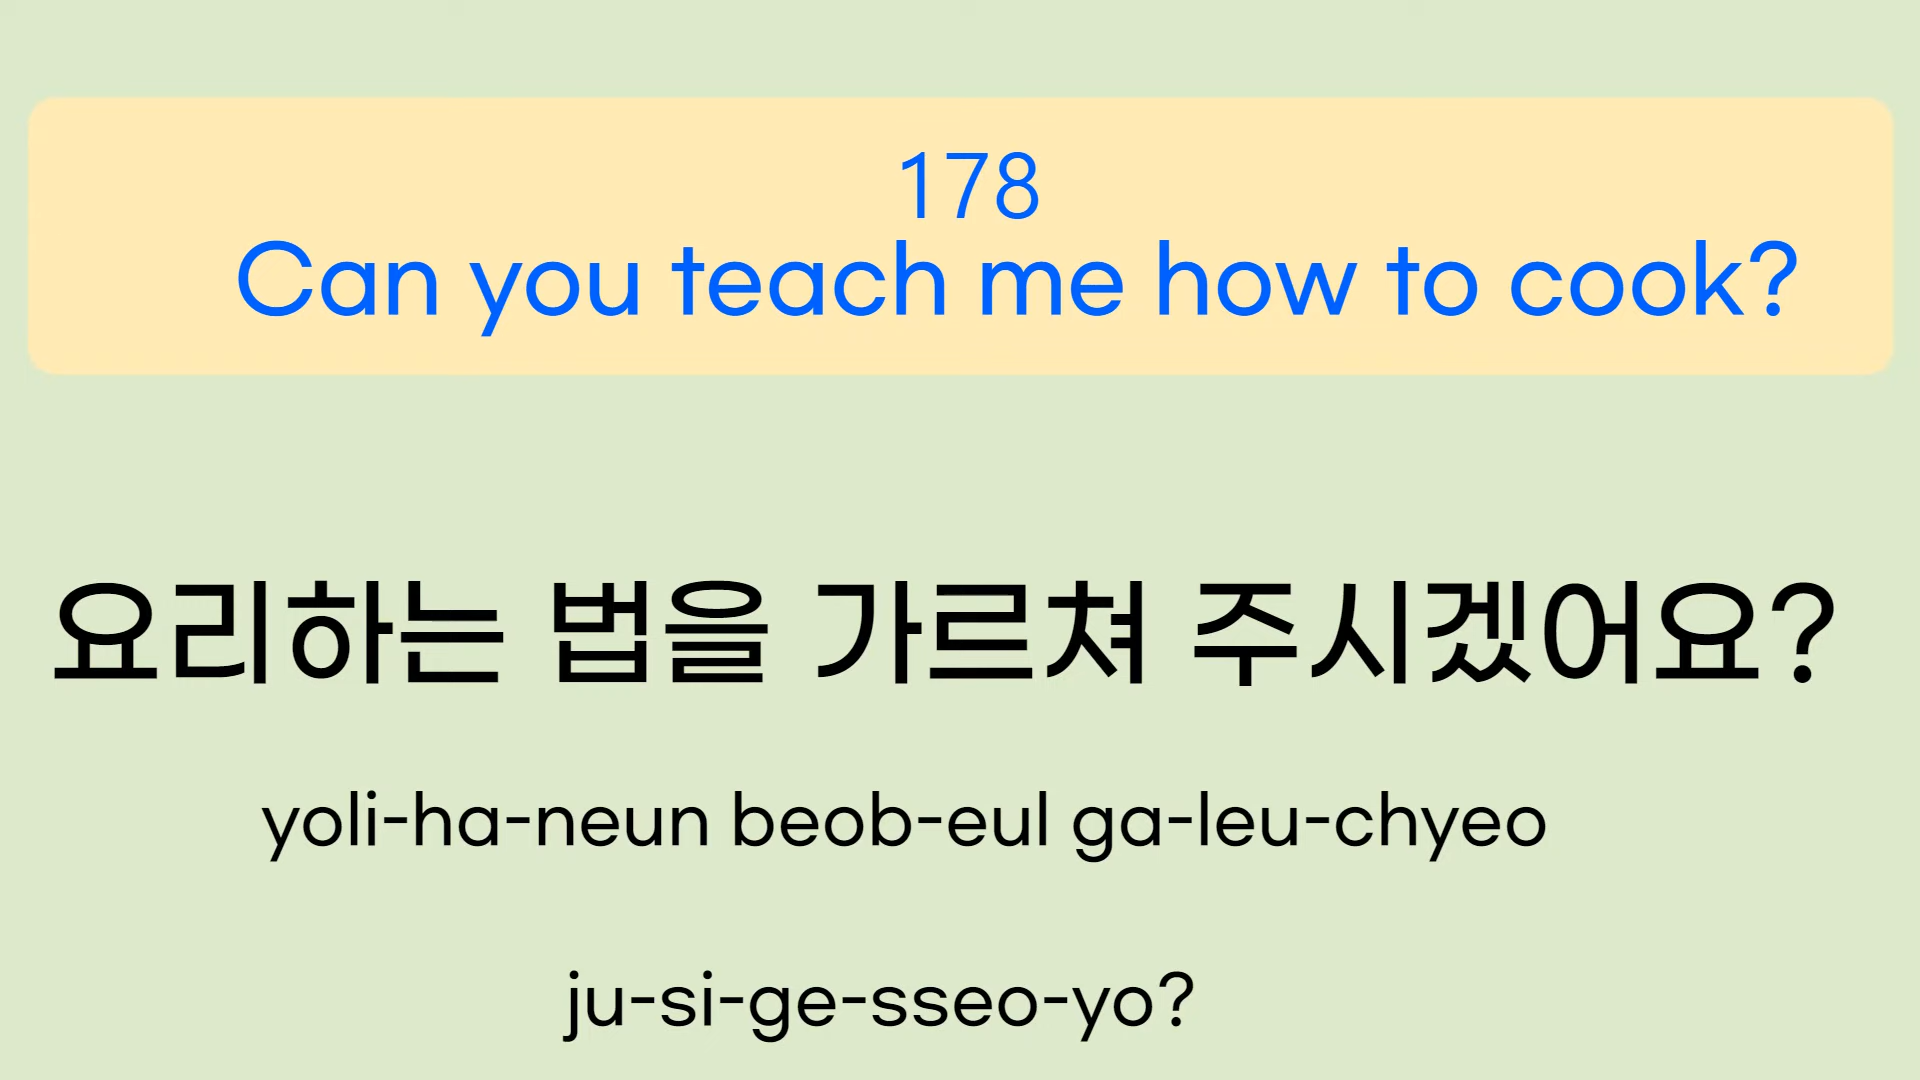 178
Can you teach me how to cook?
요리하는 법을 가르쳐 주시겠어요?
yoli-ha-neun beob-eul ga-leu-chyeo
ju-si-ge-sseo-yo?